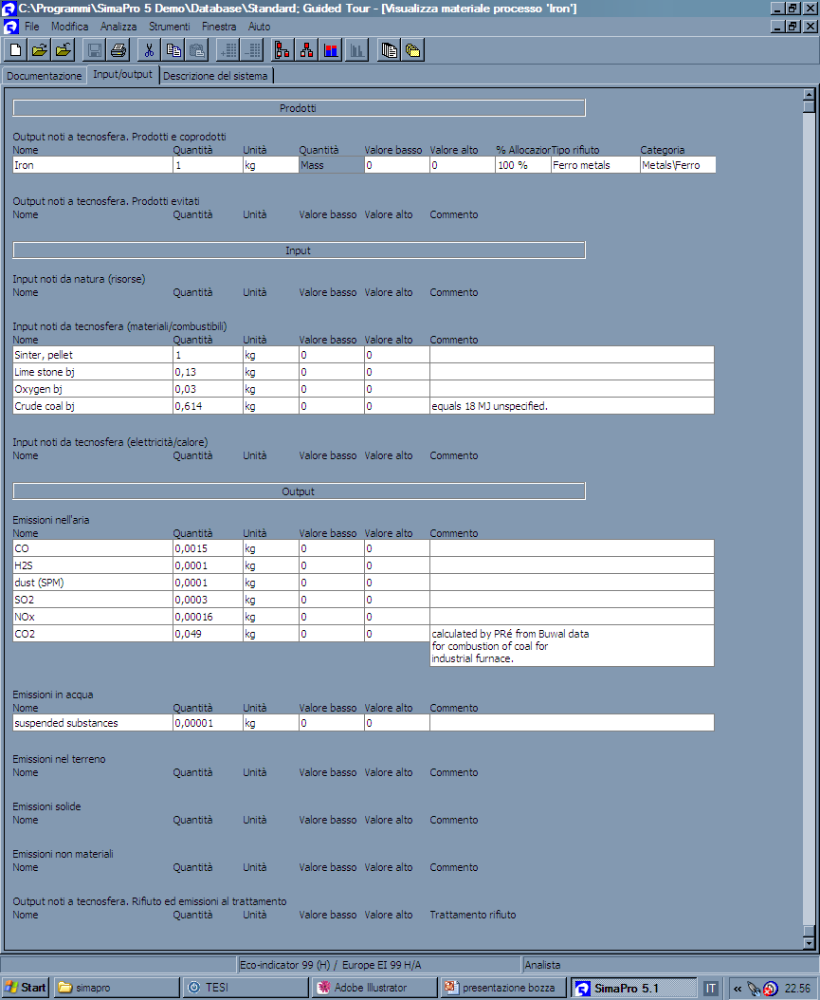 C:\Programmi\SimaPro 5 Demo\Database\Standard; Guided Tour - [Visualizza materiale processo 'Iron']
File Modifica Analizza Strumenti Finestra Aiuto
Documentazione Input/output Descrizione del sistema
Prodotti
Output noti a tecnosfera. Prodotti e coprodotti
Nome Quantità Unità Quantità Valore basso Valore alto % Allocazior Tipo rifiuto Categoria
Iron 1 kg Mass 0 0 100 % Ferro metals Metals\Ferro
Output noti a tecnosfera. Prodotti evitati
Nome Quantità Unità Valore basso Valore alto Commento
Input
Input noti da natura (risorse)
Nome Quantità Unità Valore basso Valore alto Commento
Input noti da tecnosfera (materiali/combustibili)
Nome Quantità Unità Valore basso Valore alto Commento
Sinter, pellet 1 kg 0 0
Lime stone bj 0,13 kg 0 0
Oxygen bj 0,03 kg 0 0
Crude coal bj 0,614 kg 0 0 equals 18 MJ unspecified.
Input noti da tecnosfera (elettricità/calore)
Nome Quantità Unità Valore basso Valore alto Commento
Output
Emissioni nell'aria
Nome Quantità Unità Valore basso Valore alto Commento
CO 0,0015 kg 0 0
H2S 0,0001 kg 0 0
dust (SPM) 0,0001 kg 0 0
SO2 0,0003 kg 0 0
NOx 0,00016 kg 0 0
CO2 0,049 kg 0 0 calculated by PRé from Buwal data
for combustion of coal for
industrial furnace.
Emissioni in acqua
Nome Quantità Unità Valore basso Valore alto Commento
suspended substances 0,00001 kg 0 0
Emissioni nel terreno
Nome Quantità Unità Valore basso Valore alto Commento
Emissioni solide
Nome Quantità Unità Valore basso Valore alto Commento
Emissioni non materiali
Nome Quantità Unità Valore basso Valore alto Commento
Output noti a tecnosfera. Rifiuto ed emissioni al trattamento
Nome Quantità Unità Valore basso Valore alto Trattamento rifiuto
Eco-indicator 99 (H) / Europe EI 99 H/A Analista
Start simapro TESI Adobe Illustrator presentazione bozza SimaPro 5.1 IT « 22.56